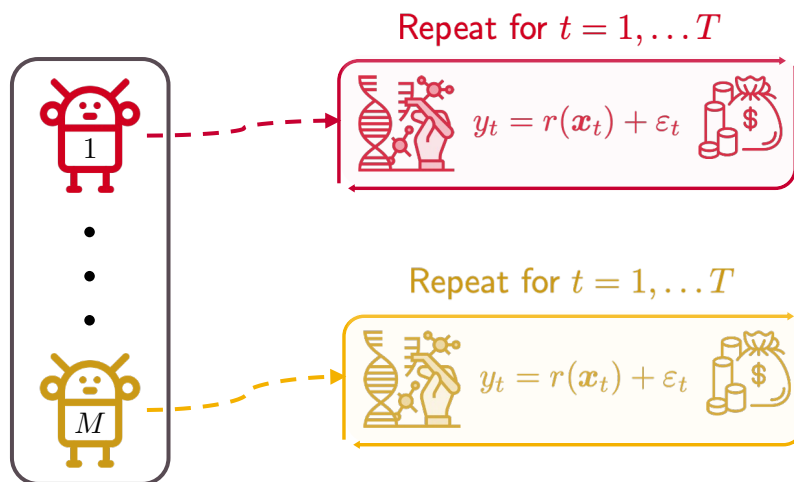 Repeat for t = 1, … T
1
y_t = r(𝒙_t) + ε_t
$
Repeat for t = 1, … T
M
y_t = r(𝒙_t) + ε_t
$